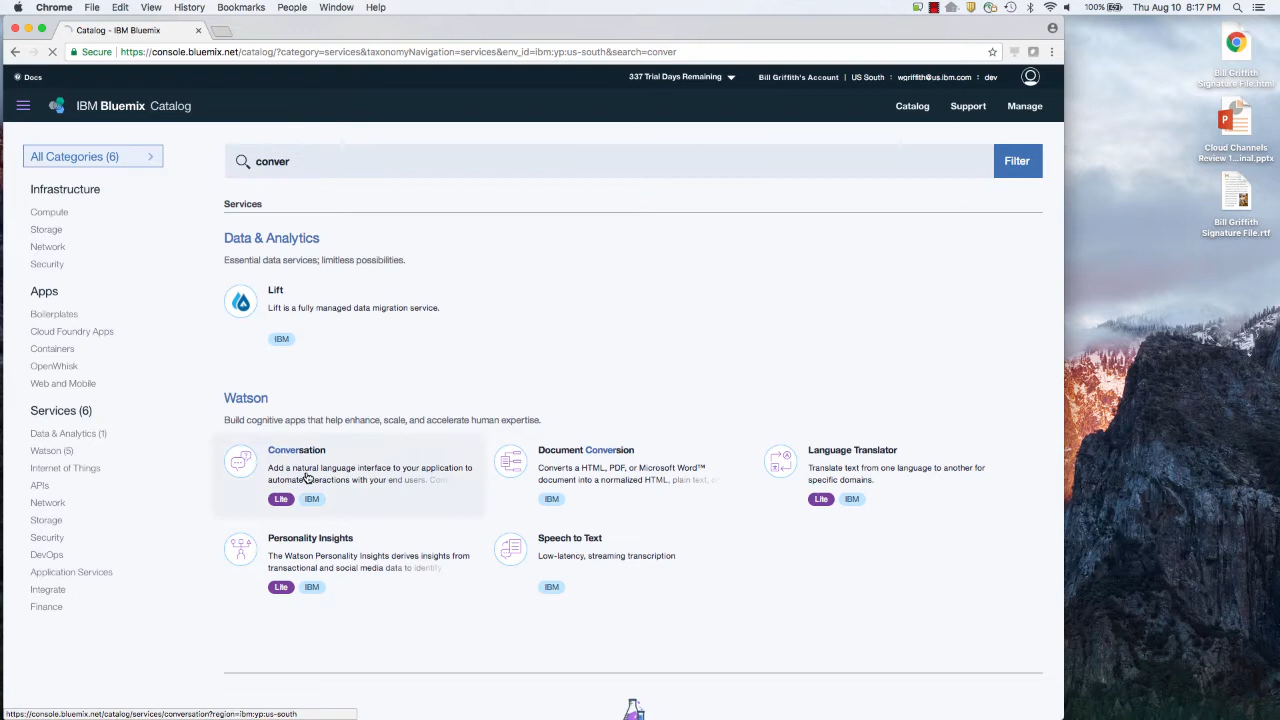 Chrome File Edit View History Bookmarks People Window Help
100% Thu Aug 10 8:17 PM
Catalog - IBM Bluemix
Secure https://console.bluemix.net/catalog/?category=services&taxonomyNavigation=services&env_id=ibm:yp:us-south&search=conver
Docs
337 Trial Days Remaining Bill Griffith's Account US South : wgriffith@us.ibm.com : dev
IBM Bluemix Catalog
Catalog Support Manage
All Categories (6)
Infrastructure
Compute
Storage
Network
Security
Apps
Boilerplates
Cloud Foundry Apps
Containers
OpenWhisk
Web and Mobile
Services (6)
Data & Analytics (1)
Watson (5)
Internet of Things
APIs
Network
Storage
Security
DevOps
Application Services
Integrate
Finance
conver
Filter
Services
Data & Analytics
Essential data services; limitless possibilities.
Lift
Lift is a fully managed data migration service.
IBM
Watson
Build cognitive apps that help enhance, scale, and accelerate human expertise.
Conversation
Add a natural language interface to your application to
automate interactions with your end users. Com
Lite IBM
Document Conversion
Converts a HTML, PDF, or Microsoft Word™
document into a normalized HTML, plain text, o
IBM
Language Translator
Translate text from one language to another for
specific domains.
Lite IBM
Personality Insights
The Watson Personality Insights derives insights from
transactional and social media data to identify
Lite IBM
Speech to Text
Low-latency, streaming transcription
IBM
https://console.bluemix.net/catalog/services/conversation?region=ibm:yp:us-south
Bill Griffith
Signature File.html
Cloud Channels
Review 1...inal.pptx
Bill Griffith
Signature File.rtf